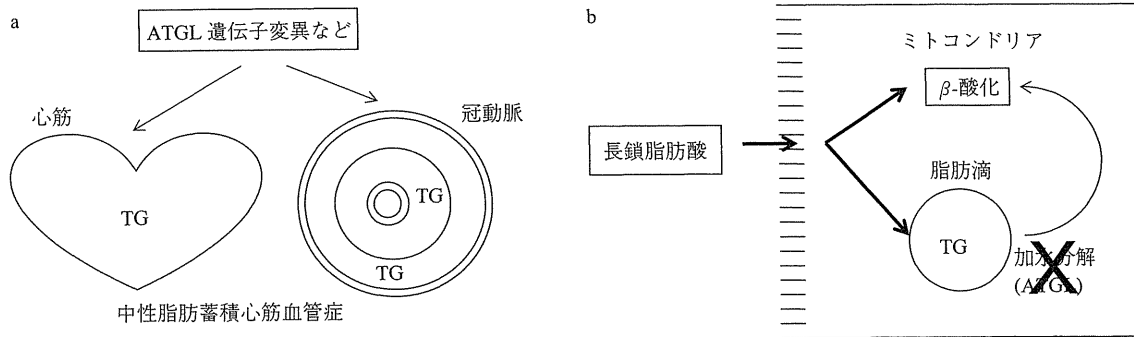 a
ATGL 遺伝子変異など
心筋
冠動脈
TG
TG
TG
中性脂肪蓄積心筋血管症
b
ミトコンドリア
β-酸化
長鎖脂肪酸
脂肪滴
TG
加水分解
(ATGL)